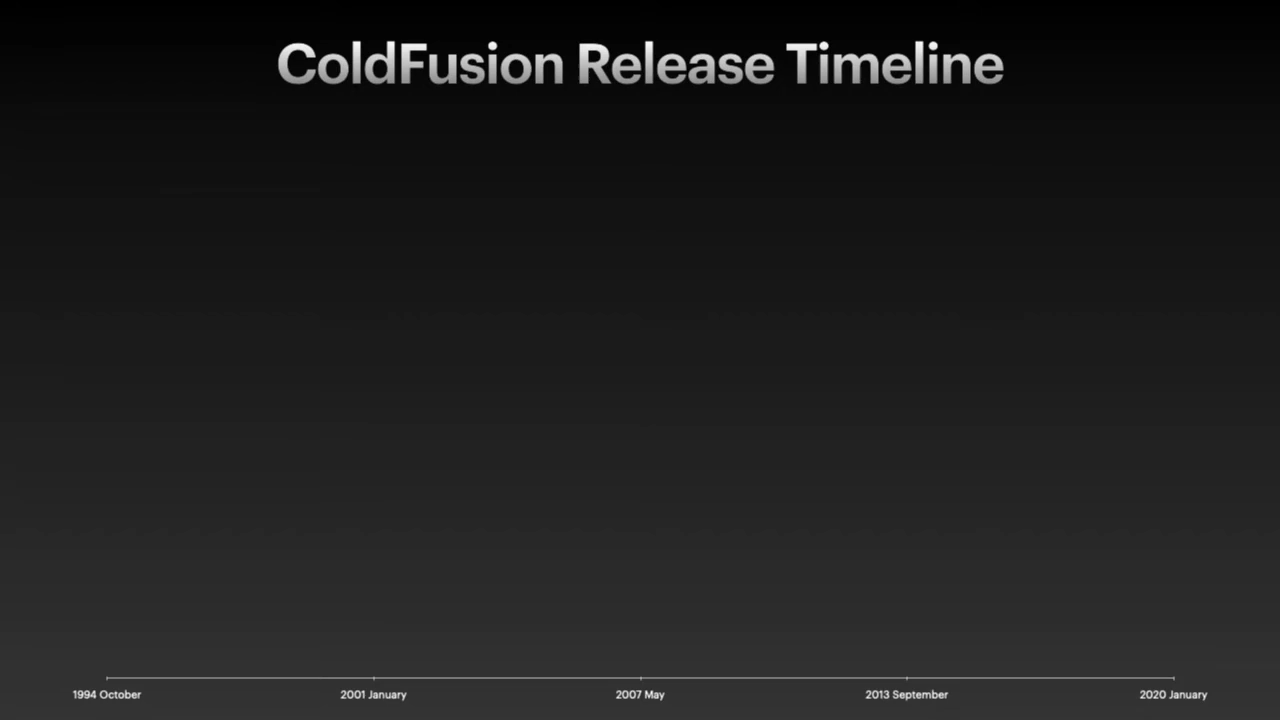 ColdFusion Release Timeline
1994 October
2001 January
2007 May
2013 September
2020 January